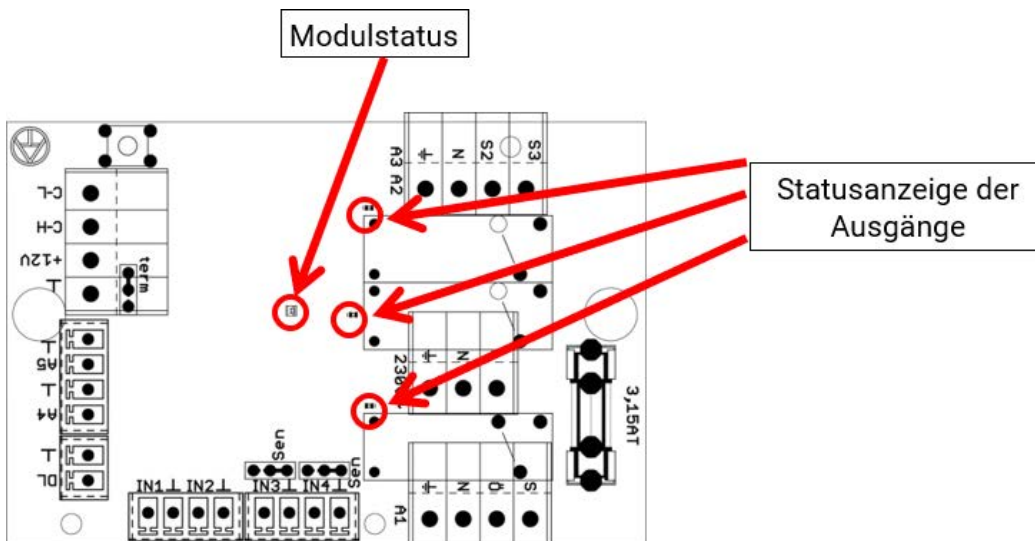 Modulstatus
Statusanzeige der
Ausgänge
A3 A2
⏚ N S2 S3
C-L
C-H
+12V
⊥
term
⊥
A5
⊥
A4
⊥
DL
⏚ N
3,15AT
Sen
Sen
IN1 ⊥ IN2 ⊥
IN3 ⊥ IN4 ⊥
A1
⏚ N Ö S